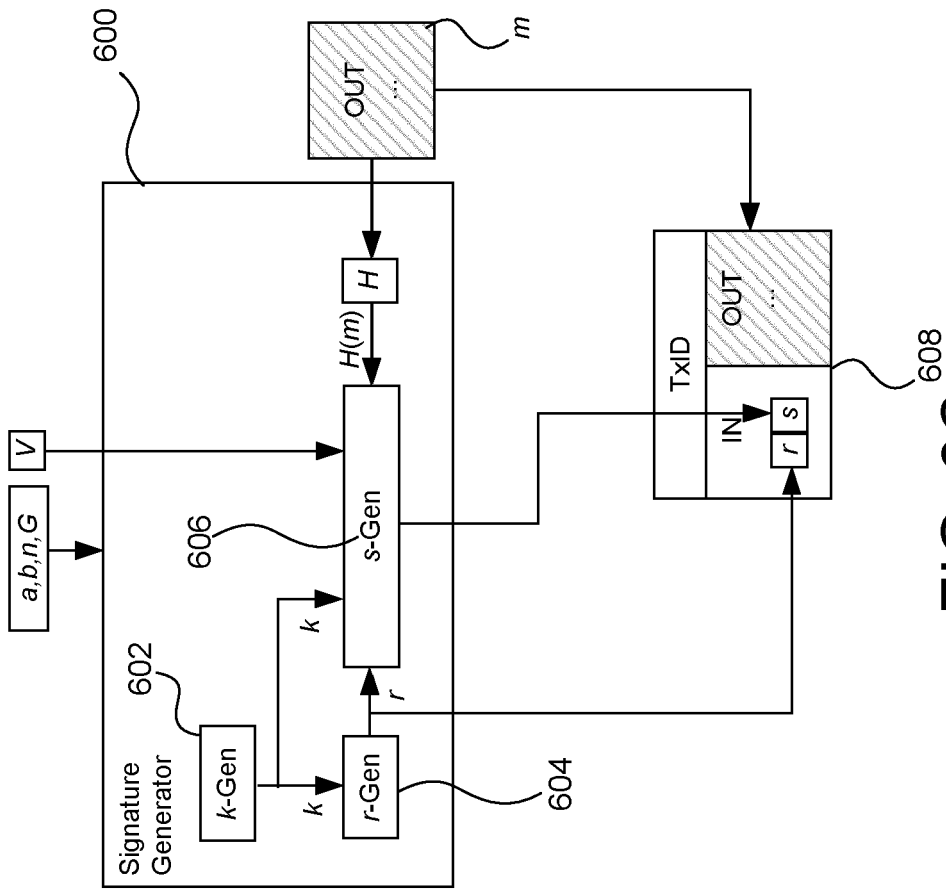 a,b,n,G
V
600
Signature
Generator
602
k-Gen
606
k
k
r-Gen
r
s-Gen
H(m)
H
OUT
...
m
604
TxID
IN
OUT
...
r
s
608